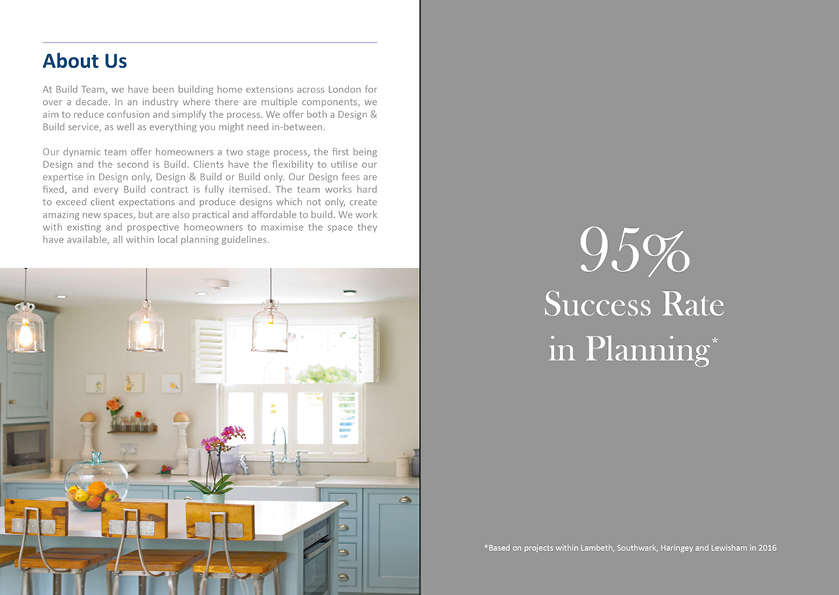 About Us
At Build Team, we have been building home extensions across London for
over a decade. In an industry where there are multiple components, we
aim to reduce confusion and simplify the process. We offer both a Design &
Build service, as well as everything you might need in-between.
Our dynamic team offer homeowners a two stage process, the first being
Design and the second is Build. Clients have the flexibility to utilise our
expertise in Design only, Design & Build or Build only. Our Design fees are
fixed, and every Build contract is fully itemised. The team works hard
to exceed client expectations and produce designs which not only, create
amazing new spaces, but are also practical and affordable to build. We work
with existing and prospective homeowners to maximise the space they
have available, all within local planning guidelines.
95%
Success Rate
in Planning*
*Based on projects within Lambeth, Southwark, Haringey and Lewisham in 2016